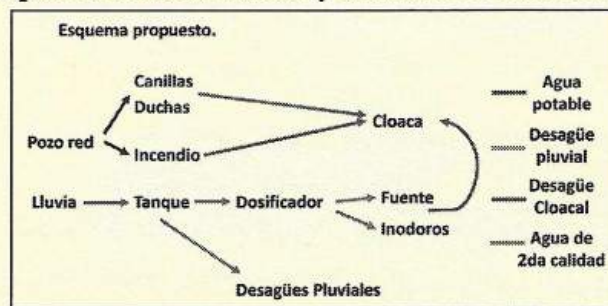 Esquema propuesto.
Canillas
Duchas
Pozo red
Incendio
Cloaca
Lluvia
Tanque
Dosificador
Fuente
Inodoros
Desagües Pluviales
Agua
potable
Desagüe
pluvial
Desagüe
Cloacal
Agua de
2da calidad